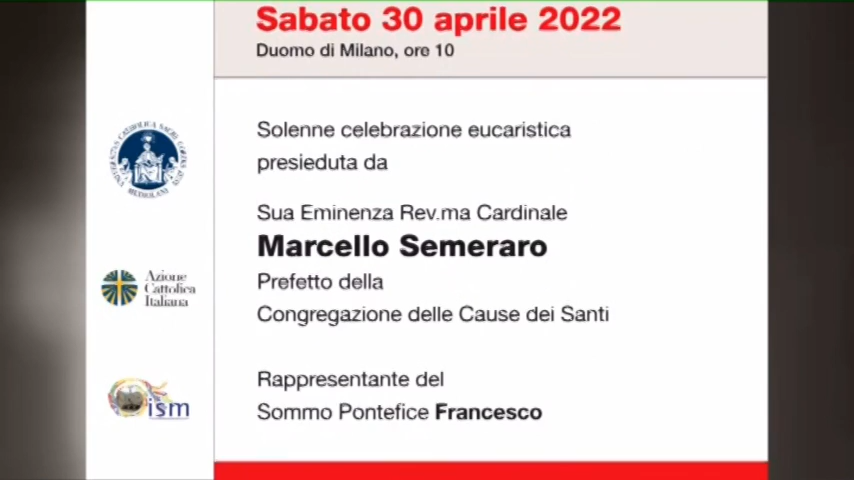 Sabato 30 aprile 2022
Duomo di Milano, ore 10
Solenne celebrazione eucaristica
presieduta da
Sua Eminenza Rev.ma Cardinale
Marcello Semeraro
Prefetto della
Congregazione delle Cause dei Santi
Rappresentante del
Sommo Pontefice Francesco
Azione
Cattolica
Italiana
ism